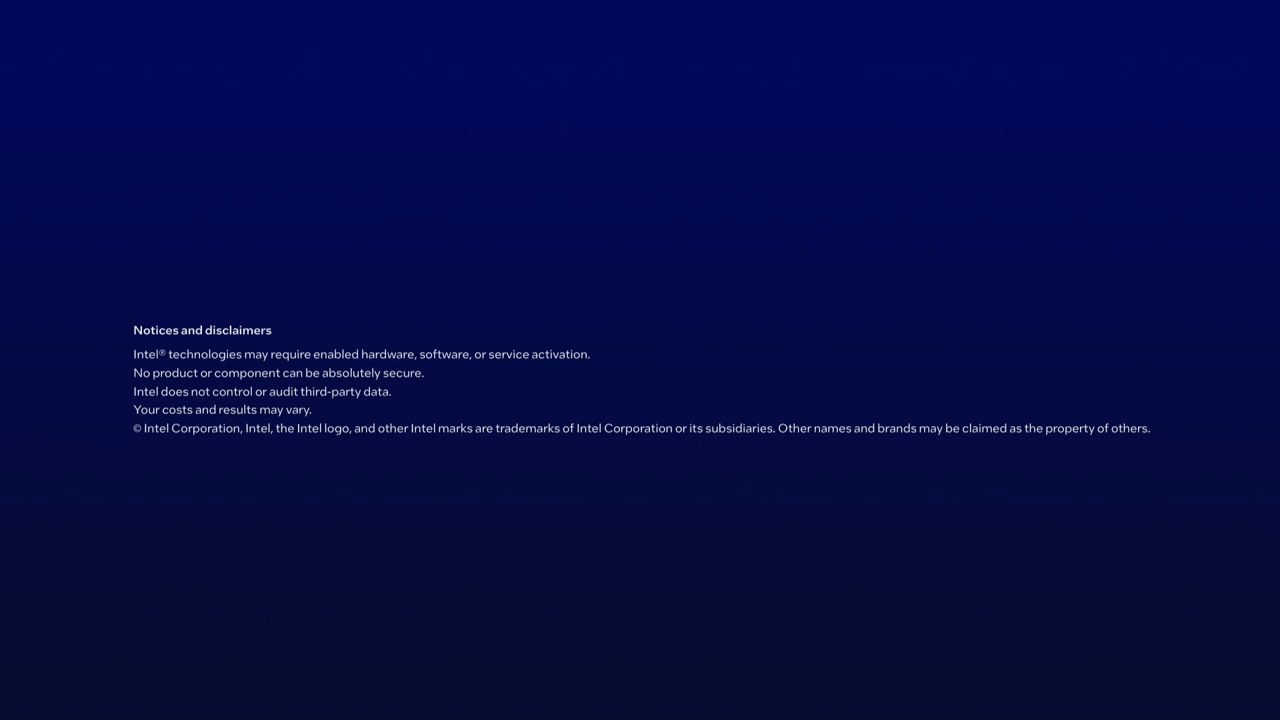 Notices and disclaimers
Intel® technologies may require enabled hardware, software, or service activation.
No product or component can be absolutely secure.
Intel does not control or audit third-party data.
Your costs and results may vary.
© Intel Corporation, Intel, the Intel logo, and other Intel marks are trademarks of Intel Corporation or its subsidiaries. Other names and brands may be claimed as the property of others.